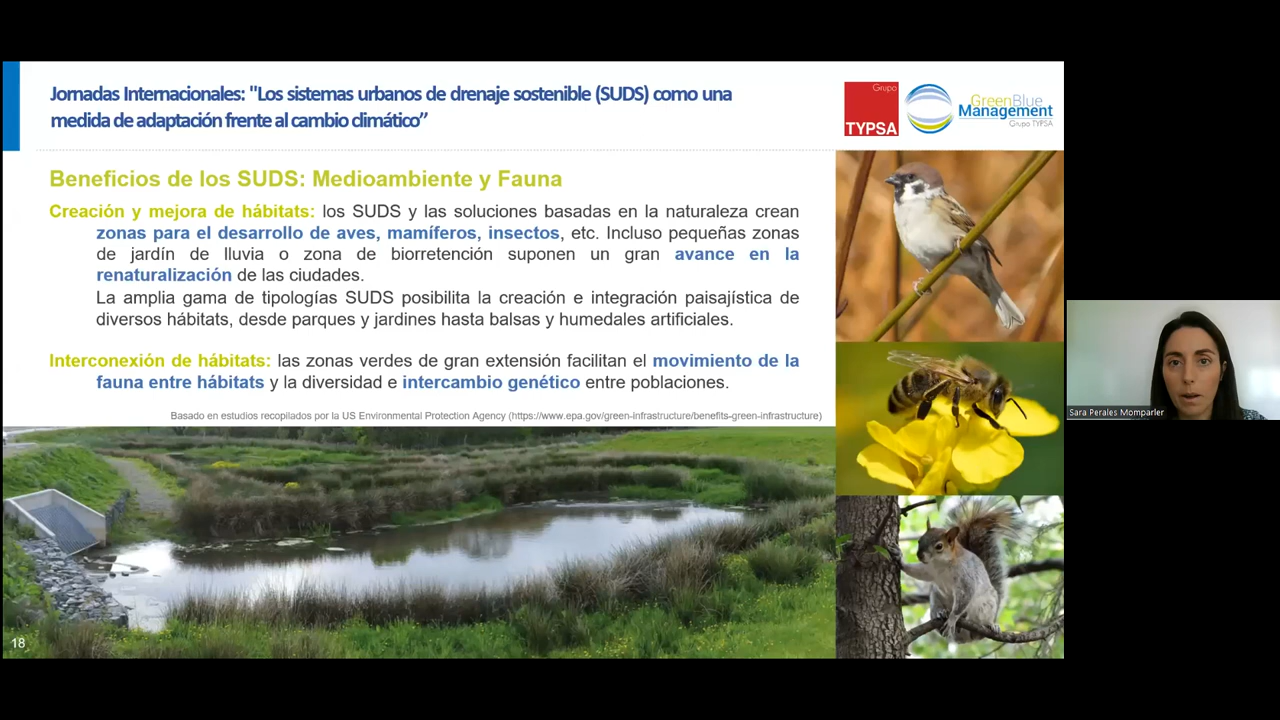 Jornadas Internacionales: "Los sistemas urbanos de drenaje sostenible (SUDS) como una
medida de adaptación frente al cambio climático”
Grupo
TYPSA
GreenBlue
Management
Grupo TYPSA
Beneficios de los SUDS: Medioambiente y Fauna
Creación y mejora de hábitats: los SUDS y las soluciones basadas en la naturaleza crean
zonas para el desarrollo de aves, mamíferos, insectos, etc. Incluso pequeñas zonas
de jardín de lluvia o zona de biorretención suponen un gran avance en la
renaturalización de las ciudades.
La amplia gama de tipologías SUDS posibilita la creación e integración paisajística de
diversos hábitats, desde parques y jardines hasta balsas y humedales artificiales.
Interconexión de hábitats: las zonas verdes de gran extensión facilitan el movimiento de la
fauna entre hábitats y la diversidad e intercambio genético entre poblaciones.
Basado en estudios recopilados por la US Environmental Protection Agency (https://www.epa.gov/green-infrastructure/benefits-green-infrastructure)
18
Sara Perales Momparler